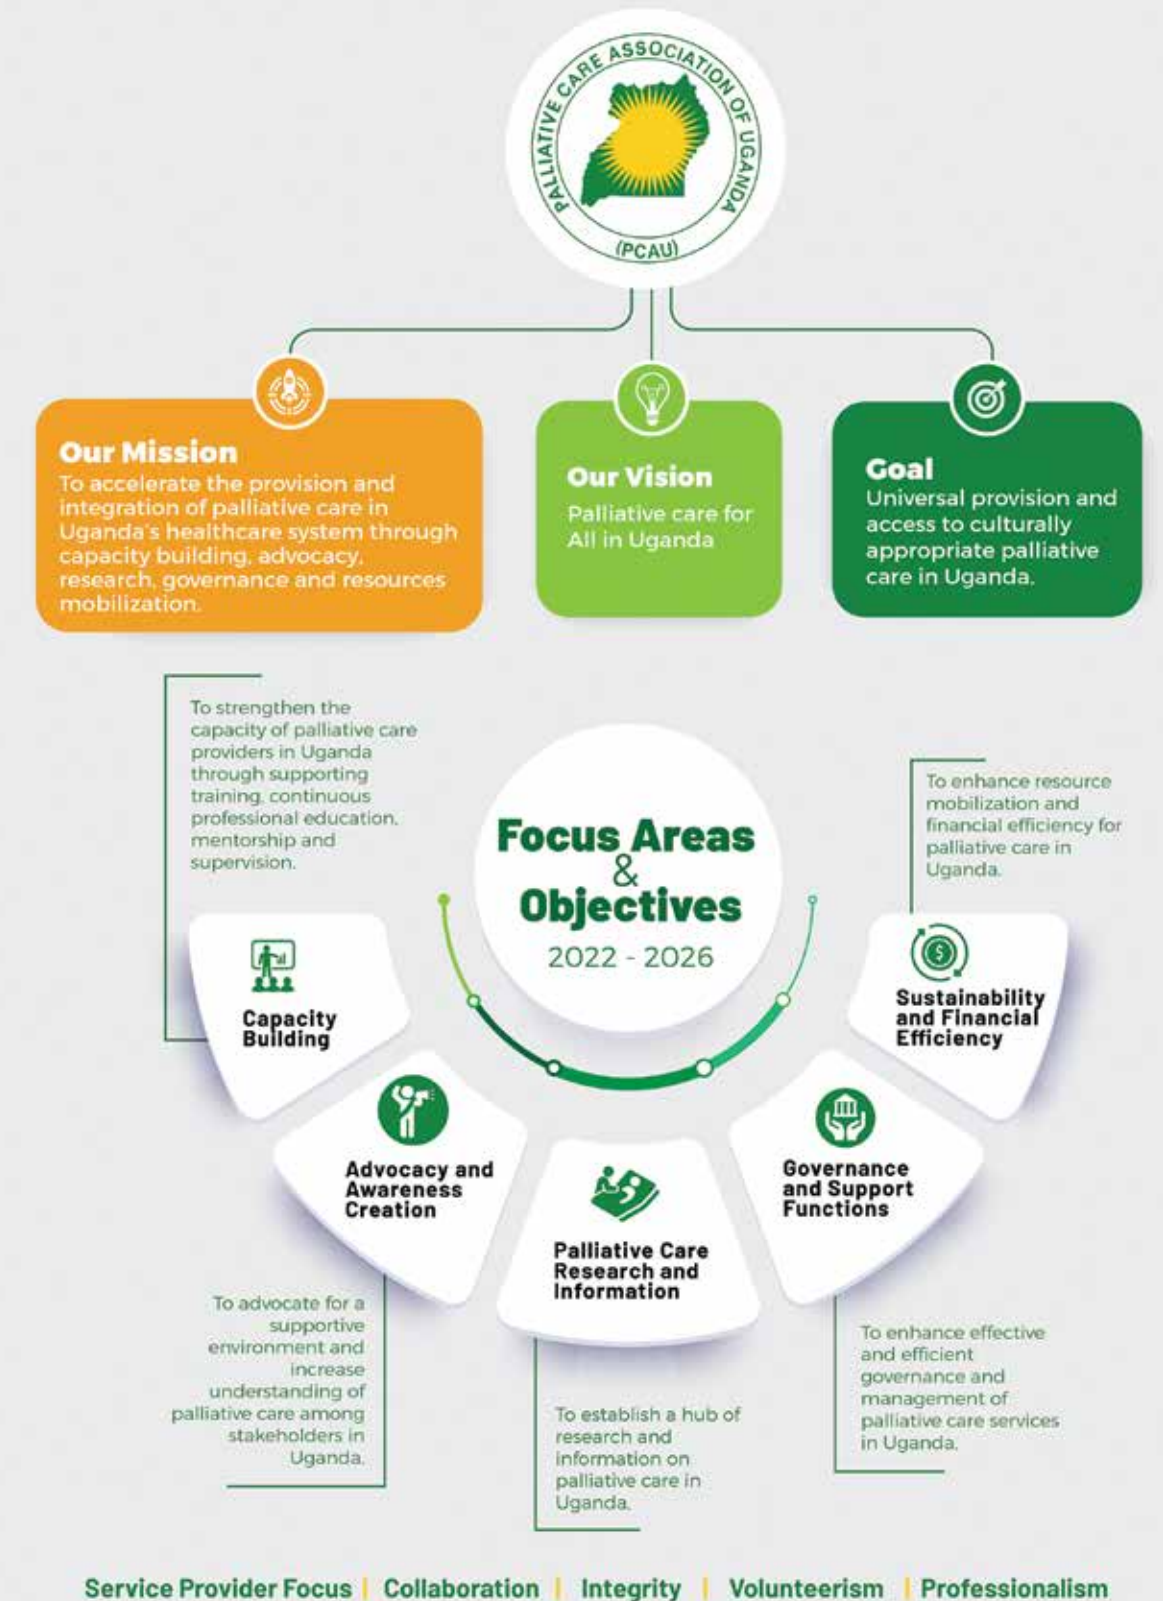 PALLIATIVE CARE ASSOCIATION OF UGANDA
(PCAU)
Our Mission
To accelerate the provision and
integration of palliative care in
Uganda's healthcare system through
capacity building, advocacy,
research, governance and resources
mobilization.
Our Vision
Palliative care for
All in Uganda
Goal
Universal provision and
access to culturally
appropriate palliative
care in Uganda.
To strengthen the
capacity of palliative care
providers in Uganda
through supporting
training, continuous
professional education,
mentorship and
supervision.
Focus Areas
&
Objectives
2022 - 2026
To enhance resource
mobilization and
financial efficiency for
palliative care in
Uganda.
Capacity
Building
Sustainability
and Financial
Efficiency
Advocacy and
Awareness
Creation
Governance
and Support
Functions
Palliative Care
Research and
Information
To advocate for a
supportive
environment and
increase
understanding of
palliative care among
stakeholders in
Uganda.
To establish a hub of
research and
information on
palliative care in
Uganda.
To enhance effective
and efficient
governance and
management of
palliative care services
in Uganda.
Service Provider Focus | Collaboration | Integrity | Volunteerism | Professionalism